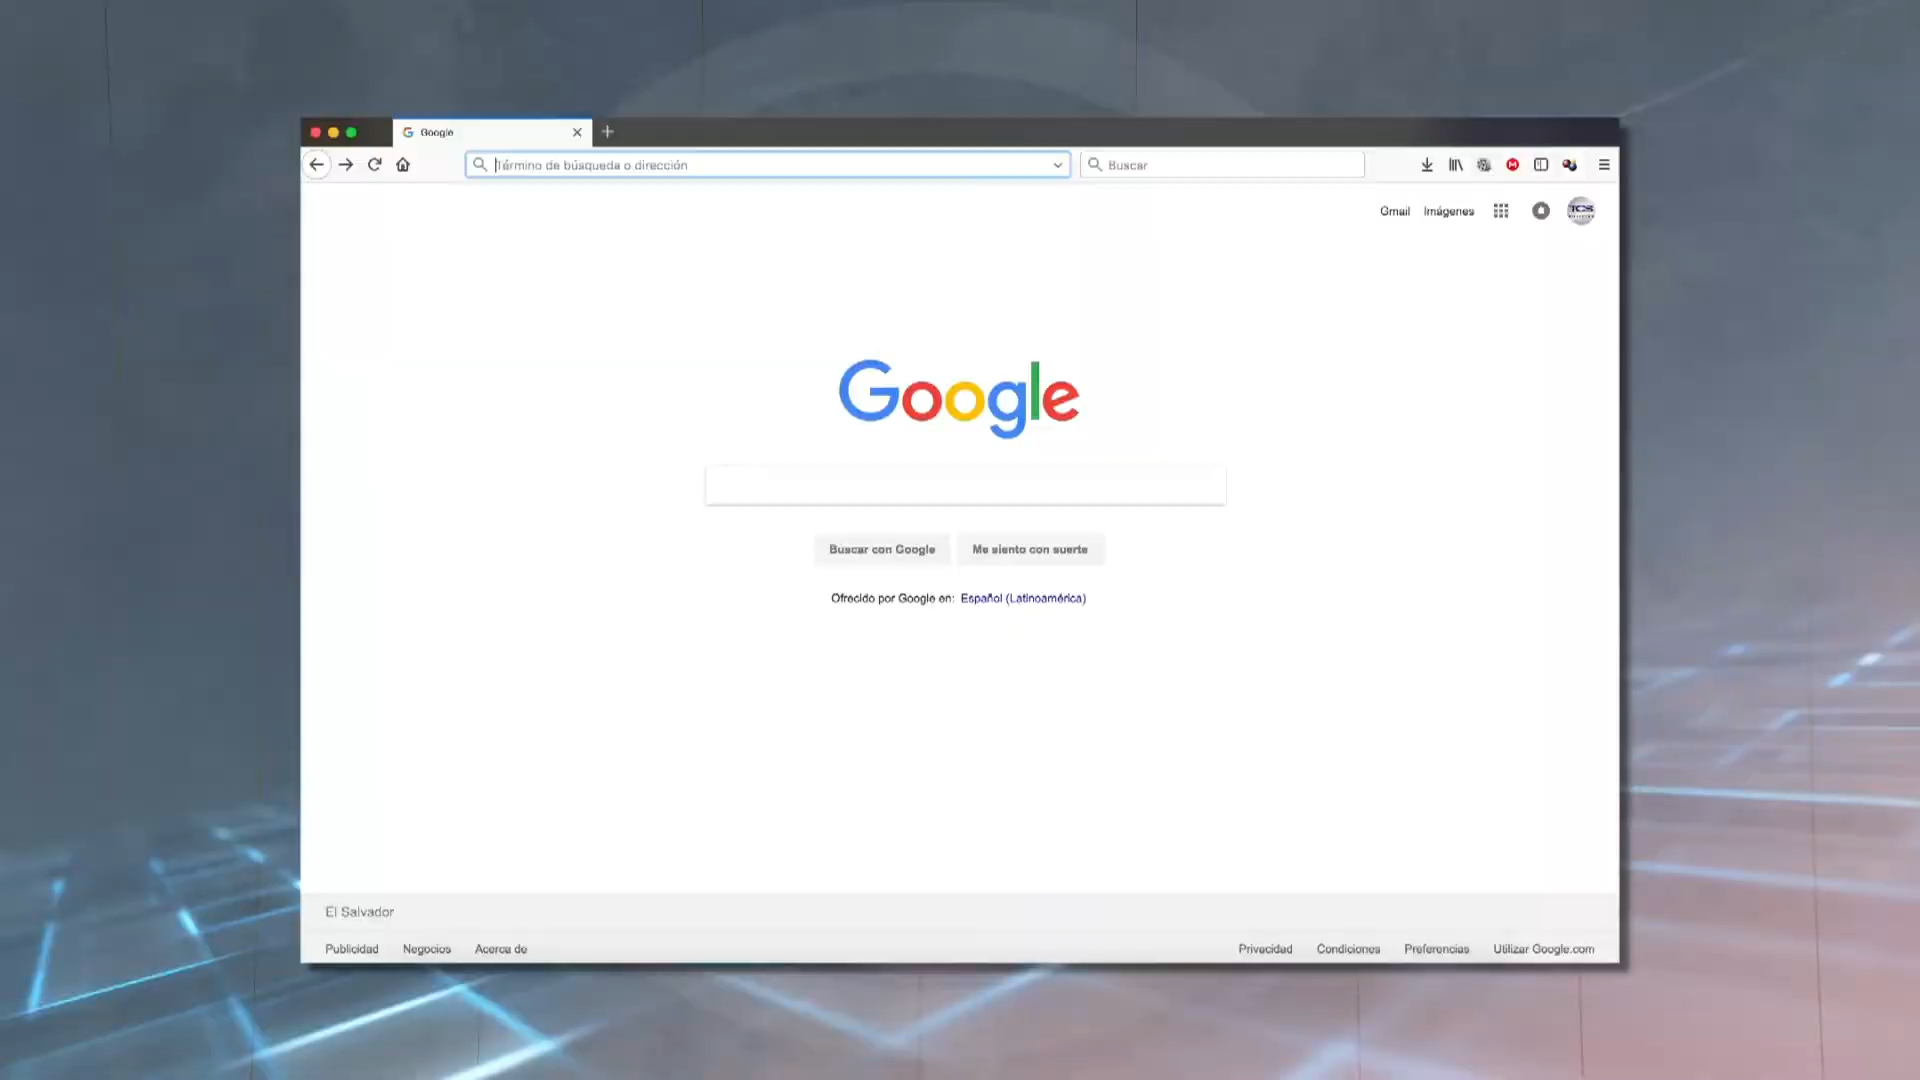 Google
Término de búsqueda o dirección
Buscar
Gmail Imágenes
TCS
Google
Buscar con Google Me siento con suerte
Ofrecido por Google en: Español (Latinoamérica)
El Salvador
Publicidad Negocios Acerca de Privacidad Condiciones Preferencias Utilizar Google.com